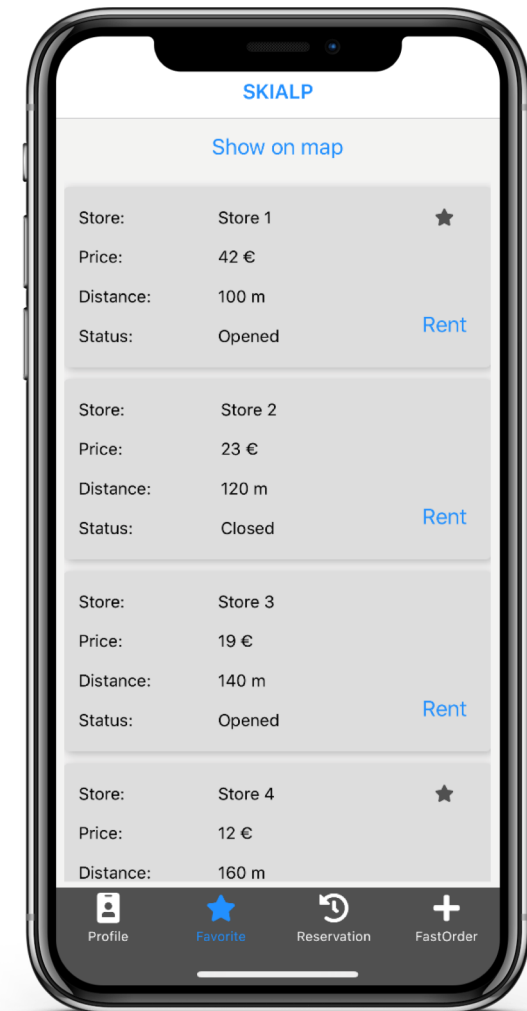 SKIALP
Show on map
Store: Store 1
Price: 42 €
Distance: 100 m
Status: Opened
Rent
Store: Store 2
Price: 23 €
Distance: 120 m
Status: Closed
Rent
Store: Store 3
Price: 19 €
Distance: 140 m
Status: Opened
Rent
Store: Store 4
Price: 12 €
Distance: 160 m
Profile Favorite Reservation FastOrder